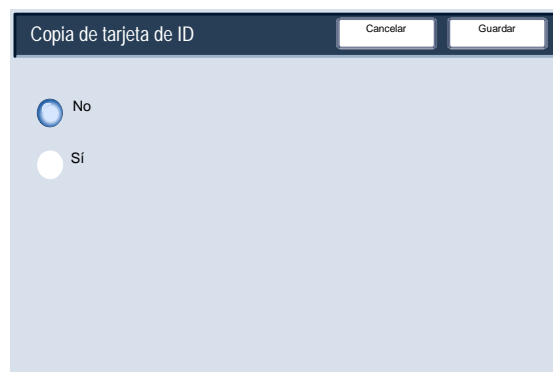 Copia de tarjeta de ID
Cancelar
Guardar
No
Sí